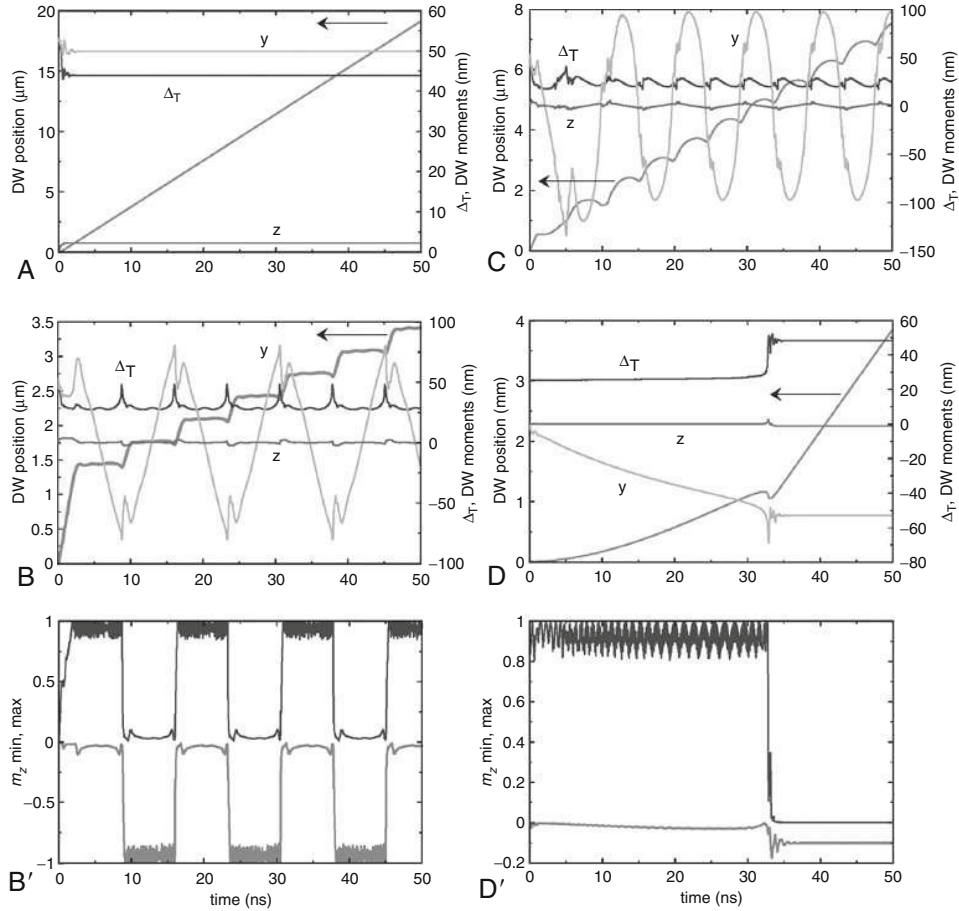 20
15
10
5
0
DW position (μm)
60
50
40
30
20
10
0
Δ_T, DW moments (nm)
y
Δ_T
z
0 10 20 30 40 50
A
8
6
4
2
0
DW position (μm)
100
50
0
−50
−100
−150
Δ_T, DW moments (nm)
Δ_T
y
z
0 10 20 30 40 50
C
3.5
3
2.5
2
1.5
1
0.5
0
DW position (μm)
100
50
0
−50
−100
Δ_T, DW moments (nm)
Δ_T
y
z
0 10 20 30 40 50
B
4
3
2
1
0
DW position (mm)
60
40
20
0
−20
−40
−60
−80
Δ_T, DW moments (nm)
Δ_T
z
y
0 10 20 30 40 50
D
1
0.5
0
−0.5
−1
m_z min, max
0 10 20 30 40 50
time (ns)
B′
1
0.8
0.6
0.4
0.2
0
−0.2
m_z min, max
0 10 20 30 40 50
time (ns)
D′